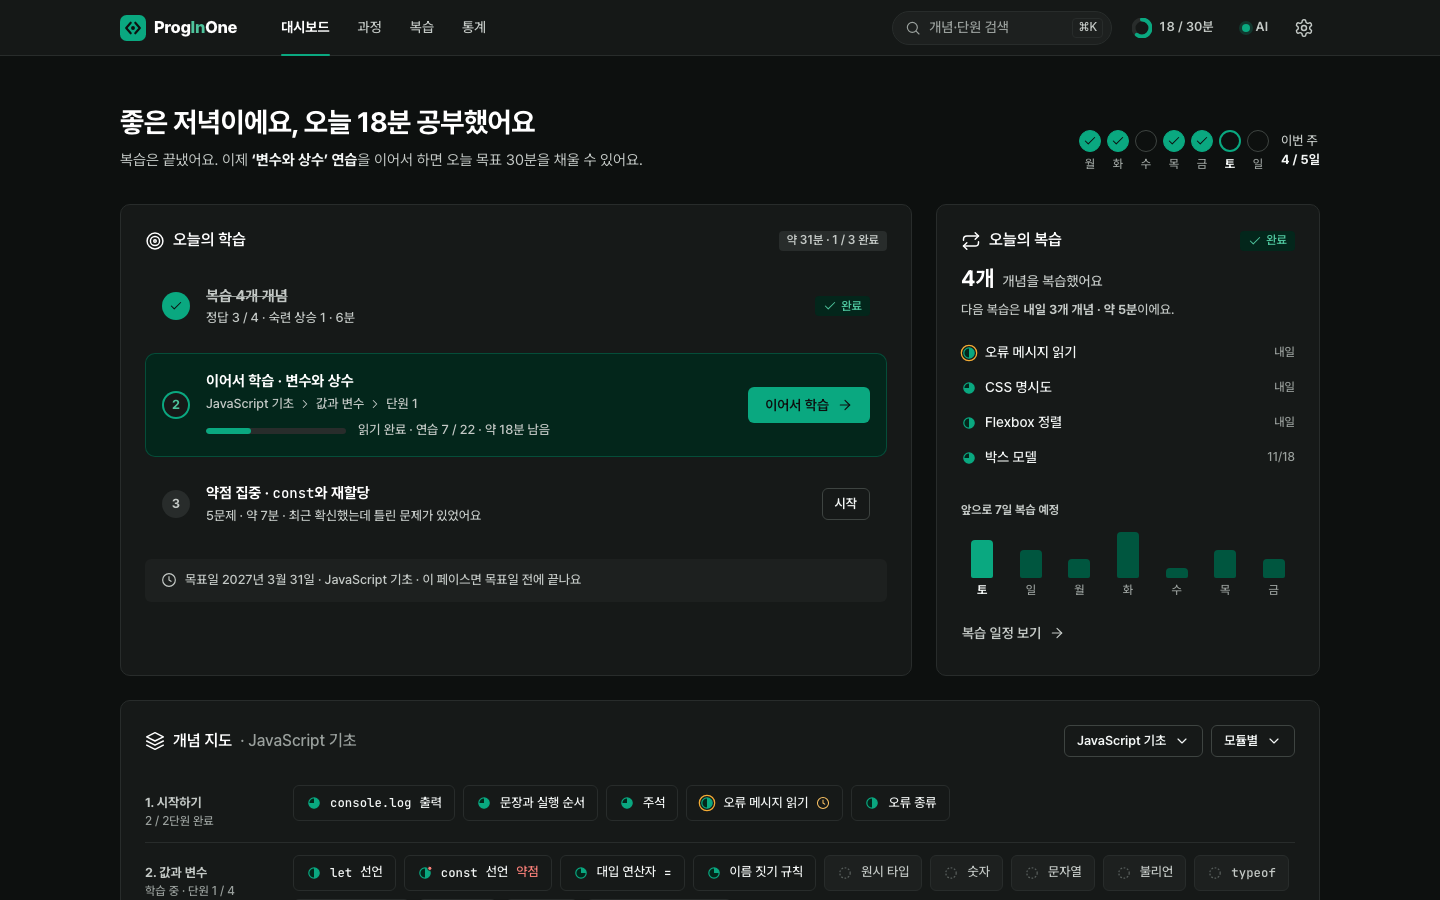 ProgInOne
대시보드
과정
복습
통계
개념·단원 검색
⌘K
18 / 30분
AI
좋은 저녁이에요, 오늘 18분 공부했어요
복습은 끝냈어요. 이제 ‘변수와 상수’ 연습을 이어서 하면 오늘 목표 30분을 채울 수 있어요.
월 화 수 목 금 토 일
이번 주
4 / 5일
오늘의 학습
약 31분 · 1 / 3 완료
복습 4개 개념
정답 3 / 4 · 숙련 상승 1 · 6분
완료
2
이어서 학습 · 변수와 상수
JavaScript 기초 > 값과 변수 > 단원 1
읽기 완료 · 연습 7 / 22 · 약 18분 남음
이어서 학습 →
3
약점 집중 · const와 재할당
5문제 · 약 7분 · 최근 확신했는데 틀린 문제가 있었어요
시작
목표일 2027년 3월 31일 · JavaScript 기초 · 이 페이스면 목표일 전에 끝나요
오늘의 복습
완료
4개 개념을 복습했어요
다음 복습은 내일 3개 개념 · 약 5분이에요.
오류 메시지 읽기 내일
CSS 명시도 내일
Flexbox 정렬 내일
박스 모델 11/18
앞으로 7일 복습 예정
토 일 월 화 수 목 금
복습 일정 보기 →
개념 지도 · JavaScript 기초
JavaScript 기초
모듈별
1. 시작하기
2 / 2단원 완료
console.log 출력
문장과 실행 순서
주석
오류 메시지 읽기
오류 종류
2. 값과 변수
학습 중 · 단원 1 / 4
let 선언
const 선언 약점
대입 연산자 =
이름 짓기 규칙
원시 타입
숫자
문자열
불리언
typeof